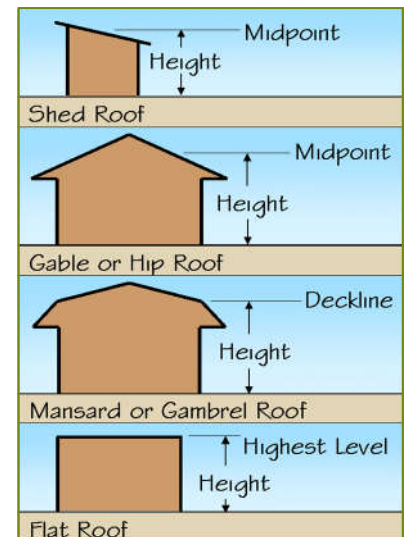 Midpoint
Height
Shed Roof
Midpoint
Height
Gable or Hip Roof
Deckline
Height
Mansard or Gambrel Roof
Highest Level
Height
Flat Roof